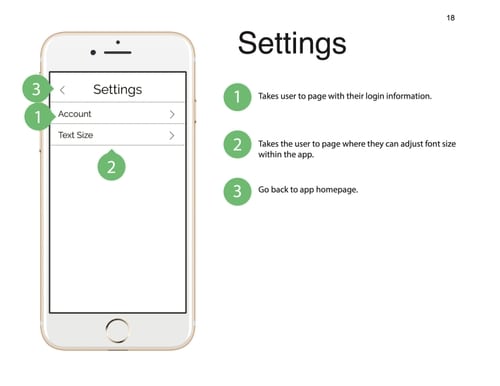 18
Settings
3
Settings
1
Account
Text Size
2
1
Takes user to page with their login information.
2
Takes the user to page where they can adjust font size
within the app.
3
Go back to app homepage.